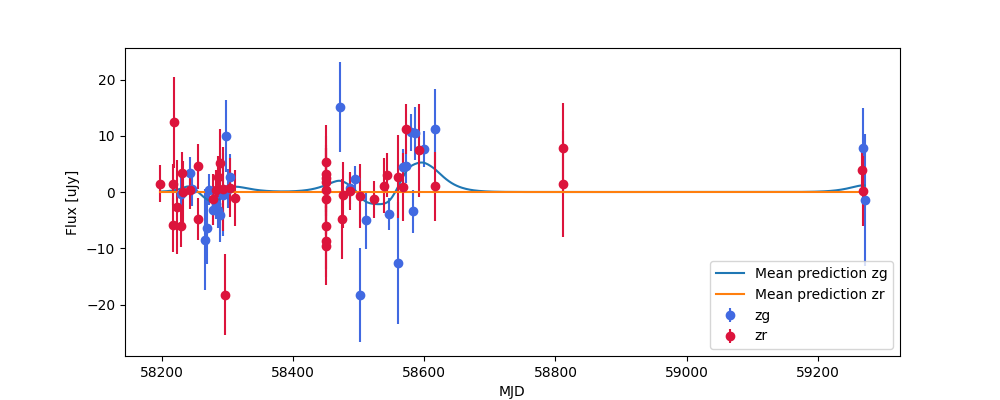 20
10
0
−10
−20
Flux [uJy]
58200 58400 58600 58800 59000 59200
MJD
Mean prediction zg
Mean prediction zr
zg
zr